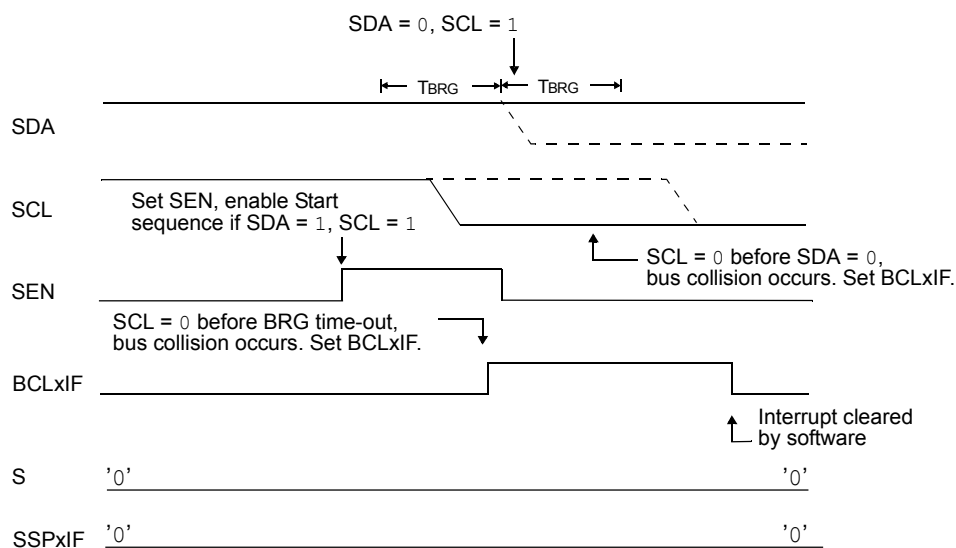 SDA = 0, SCL = 1
TBRG TBRG
SDA
SCL
Set SEN, enable Start
sequence if SDA = 1, SCL = 1
SCL = 0 before SDA = 0,
bus collision occurs. Set BCLxIF.
SEN
SCL = 0 before BRG time-out,
bus collision occurs. Set BCLxIF.
BCLxIF
Interrupt cleared
by software
S '0' '0'
SSPxIF '0' '0'